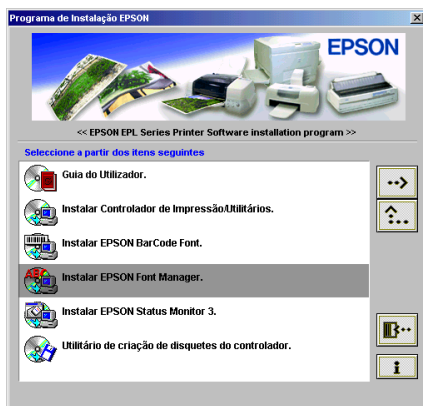 Programa de Instalação EPSON
EPSON
<< EPSON EPL Series Printer Software installation program >>
Seleccione a partir dos itens seguintes
Guia do Utilizador.
Instalar Controlador de Impressão/Utilitários.
Instalar EPSON BarCode Font.
ABC
Instalar EPSON Font Manager.
Instalar EPSON Status Monitor 3.
Utilitário de criação de disquetes do controlador.